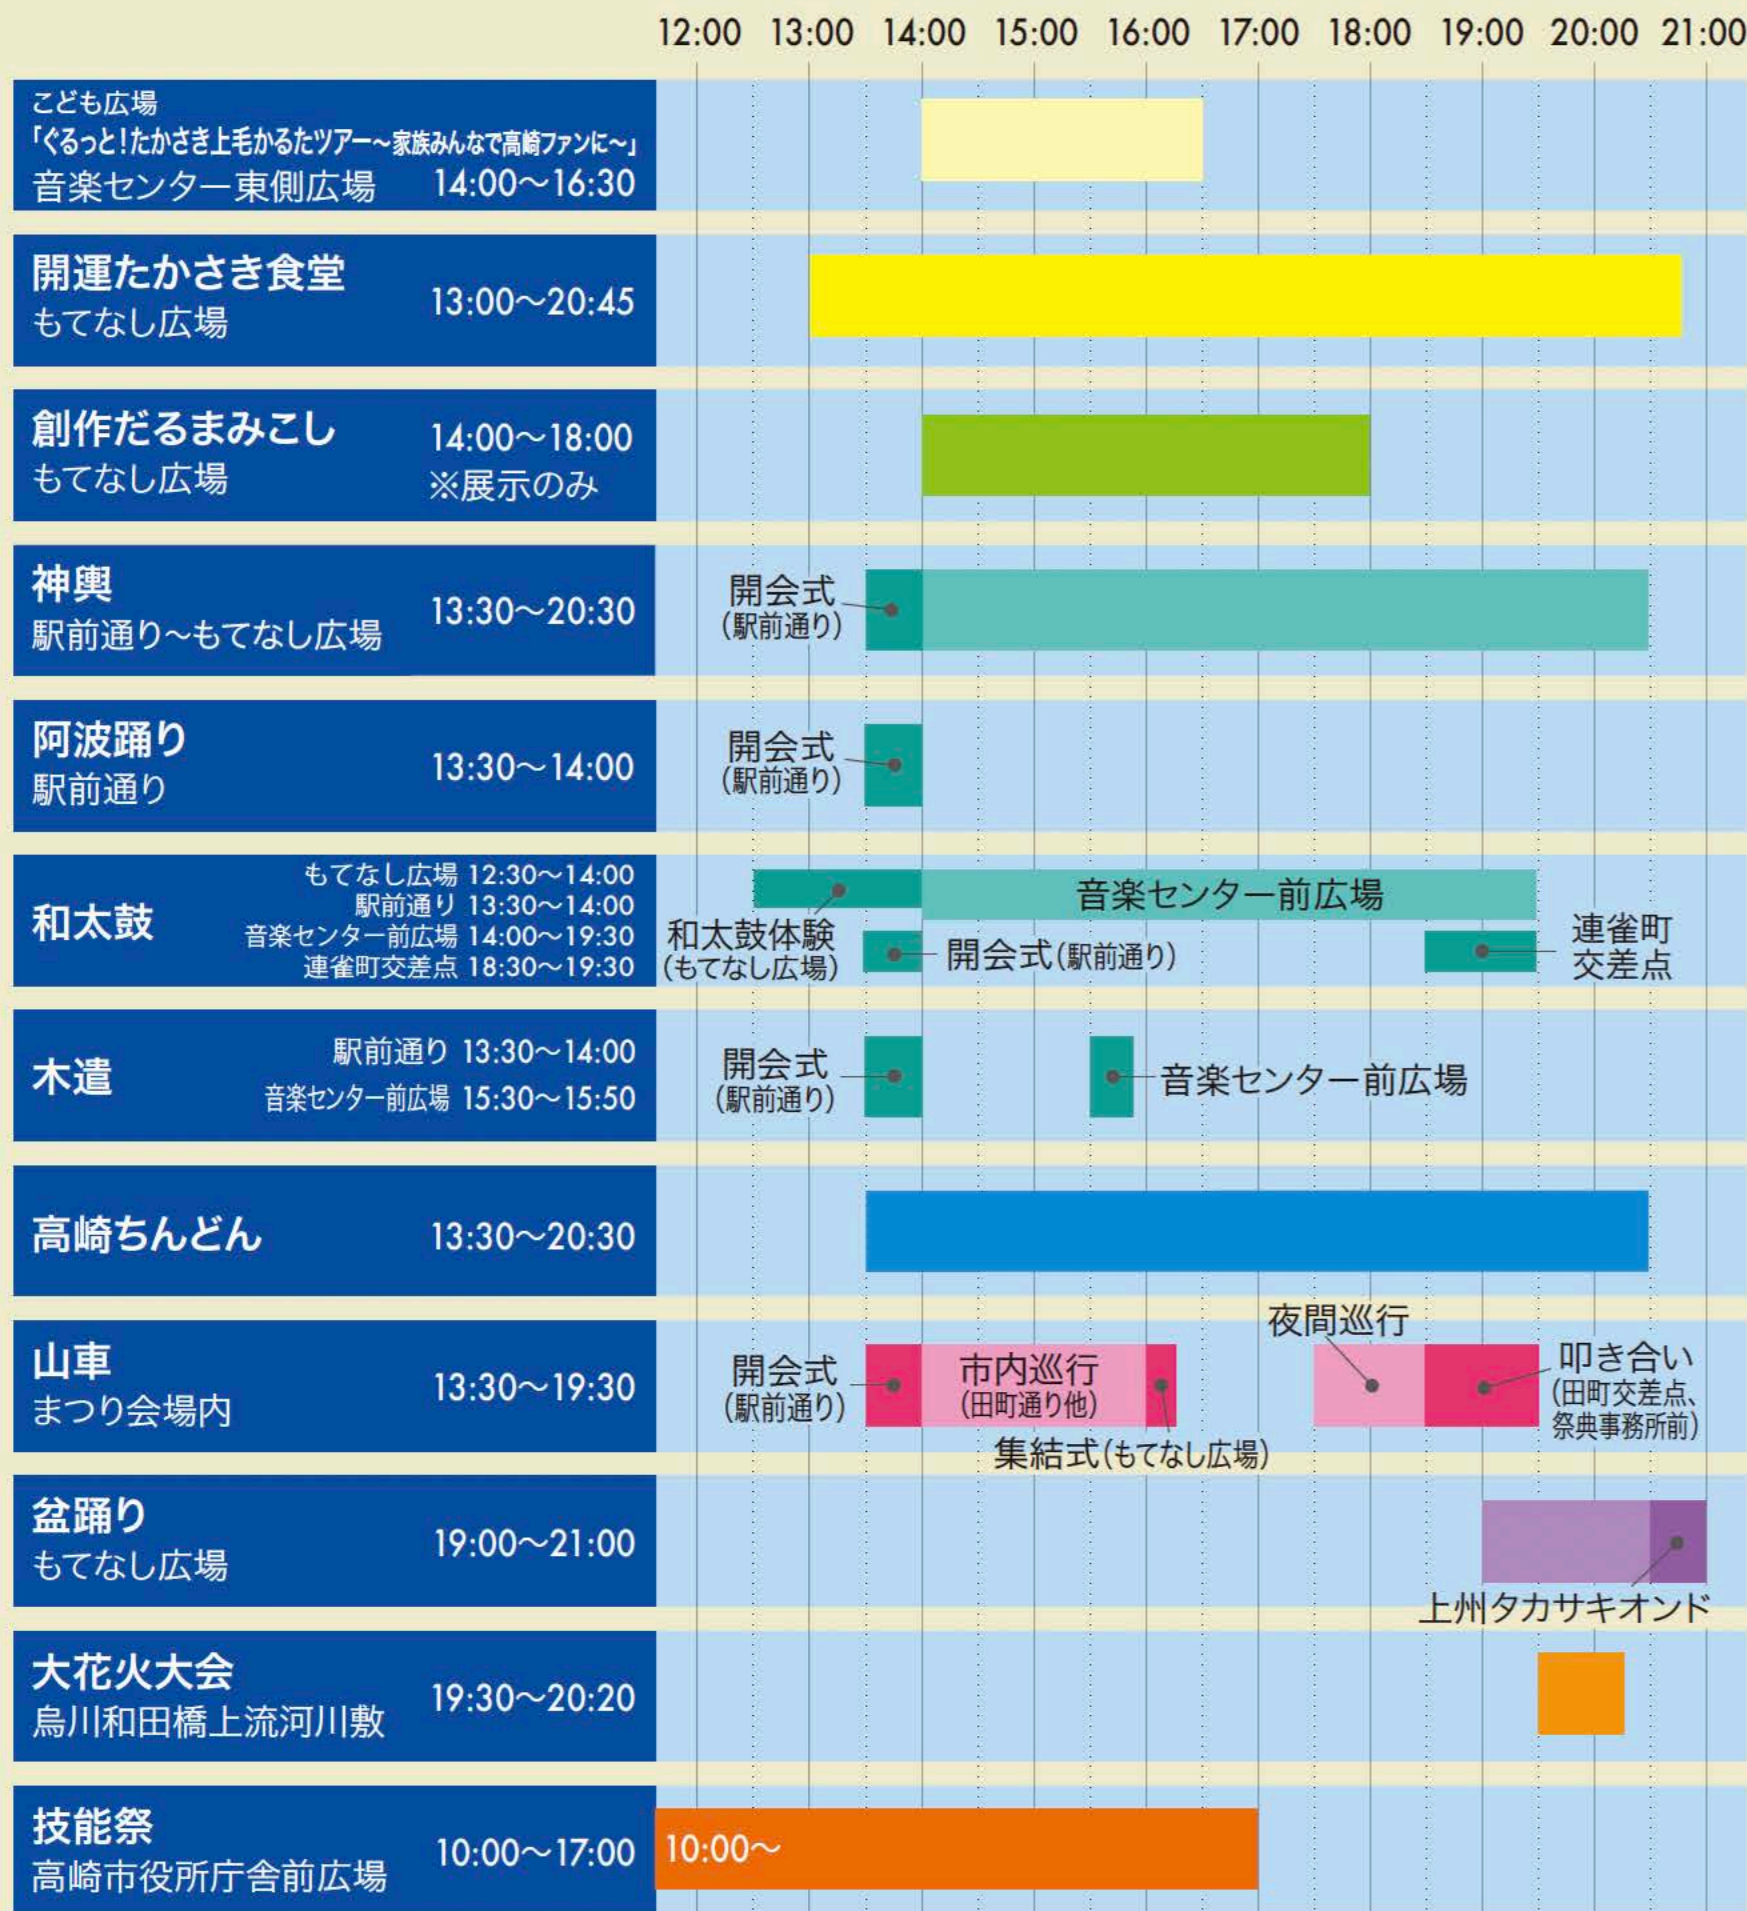 12:00 13:00 14:00 15:00 16:00 17:00 18:00 19:00 20:00 21:00
こども広場
「ぐるっと!たかさき上毛かるたツアー～家族みんなで高崎ファンに～」
音楽センター東側広場 14:00～16:30
開運たかさき食堂
もてなし広場
13:00～20:45
創作だるまみこし
もてなし広場
14:00～18:00
※展示のみ
神輿
駅前通り～もてなし広場
13:30～20:30
開会式
(駅前通り)
阿波踊り
駅前通り
13:30～14:00
開会式
(駅前通り)
和太鼓
もてなし広場 12:30～14:00
駅前通り 13:30～14:00
音楽センター前広場 14:00～19:30
連雀町交差点 18:30～19:30
和太鼓体験
(もてなし広場)
音楽センター前広場
開会式(駅前通り)
連雀町
交差点
木遣
駅前通り 13:30～14:00
音楽センター前広場 15:30～15:50
開会式
(駅前通り)
音楽センター前広場
高崎ちんどん
13:30～20:30
山車
まつり会場内
13:30～19:30
開会式
(駅前通り)
市内巡行
(田町通り他)
集結式(もてなし広場)
夜間巡行
叩き合い
(田町交差点、
祭典事務所前)
盆踊り
もてなし広場
19:00～21:00
上州タカサキオンド
大花火大会
烏川和田橋上流河川敷
19:30～20:20
技能祭
高崎市役所庁舎前広場
10:00～17:00
10:00～